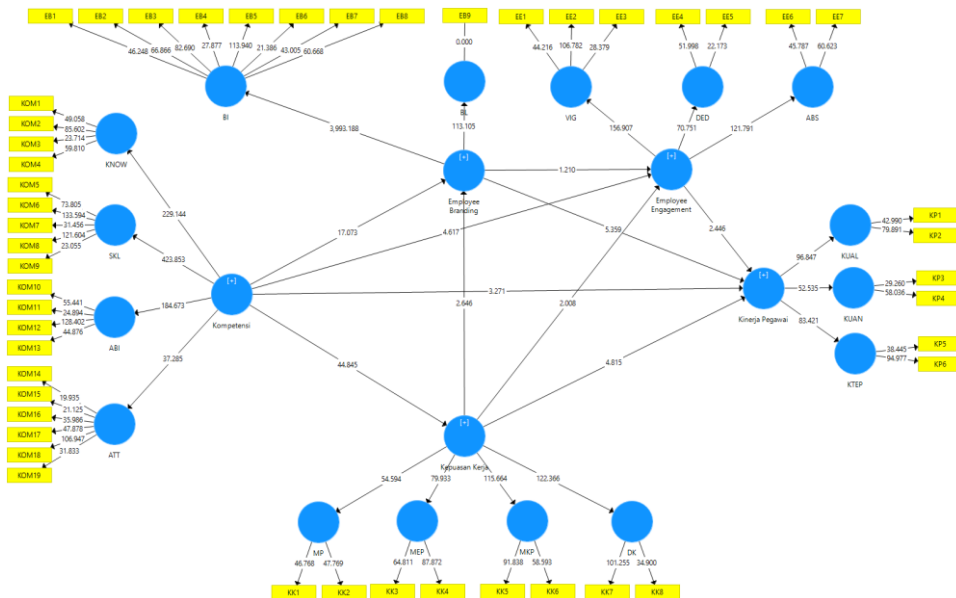 EB1 EB2 EB3 EB4 EB5 EB6 EB7 EB8 EB9 EE1 EE2 EE3 EE4 EE5 EE6 EE7
46.248 66.866 82.690 27.877 113.940 21.386 43.005 60.668 0.000 44.216 106.782 28.379 51.998 22.173 45.787 60.623
BI BL VIG DED ABS
3,993.188 113.105 156.907 70.751 121.791
KOM1
KOM2
KOM3
KOM4
49.058
85.602
23.714
59.810
KNOW
KOM5
KOM6
KOM7
KOM8
KOM9
73.805
133.594
31.456
121.604
23.055
SKL
KOM10
KOM11
KOM12
KOM13
55.441
24.894
128.402
44.876
ABI
KOM14
KOM15
KOM16
KOM17
KOM18
KOM19
19.935
21.125
35.986
47.878
106.947
31.833
ATT
229.144
423.853
184.673
37.285
[+]
Kompetensi
[+]
Employee
Branding
[+]
Employee
Engagement
1.210
17.073
4.617
5.359
2.446
3.271
2.646
2.008
44.845
4.815
[+]
Kinerja Pegawai
96.847
52.535
83.421
KUAL
42.990
79.891
KP1
KP2
KUAN
29.260
58.036
KP3
KP4
KTEP
38.445
94.977
KP5
KP6
[+]
Kepuasan Kerja
54.594 79.933 115.664 122.366
MP MEP MKP DK
46.768 47.769 64.811 87.872 91.838 58.593 101.255 34.900
KK1 KK2 KK3 KK4 KK5 KK6 KK7 KK8